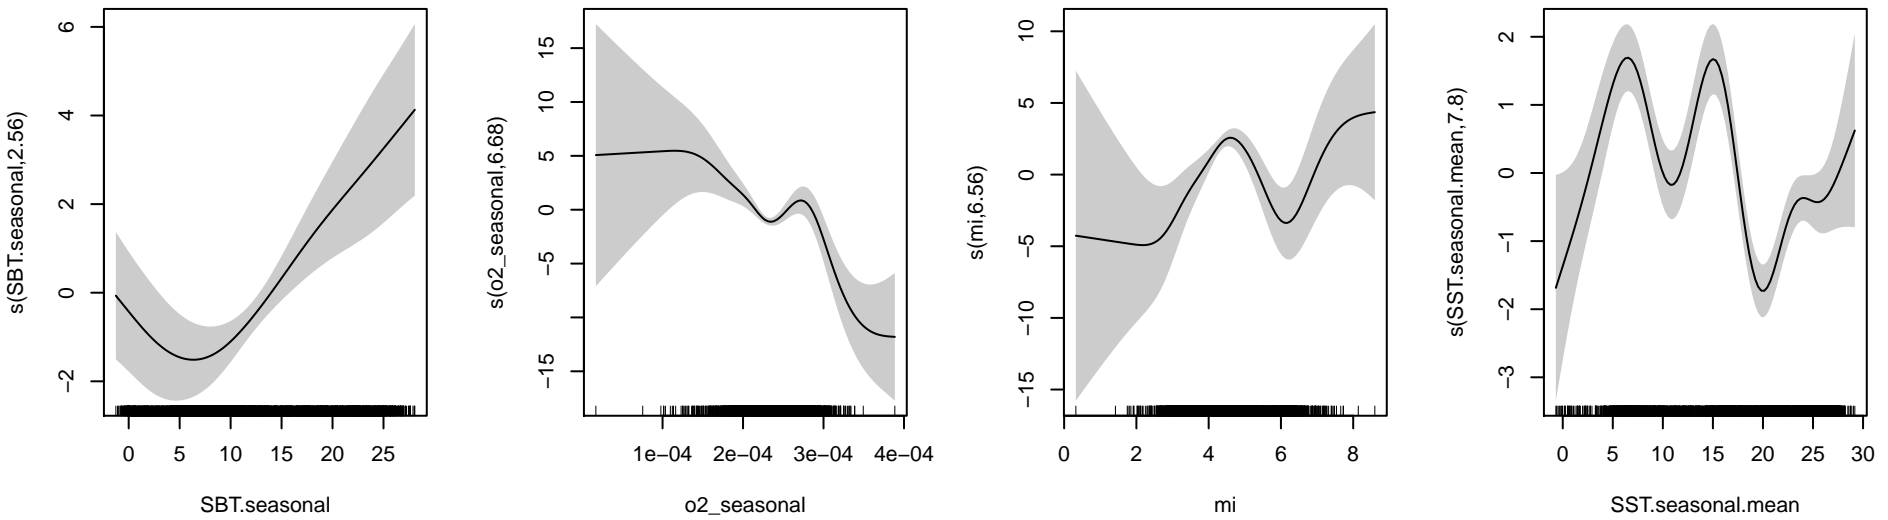 s(SBT.seasonal,2.56)
6
4
2
0
−2
0 5 10 15 20 25
SBT.seasonal
s(o2_seasonal,6.68)
15
10
5
0
−5
−15
1e−04 2e−04 3e−04 4e−04
o2_seasonal
s(mi,6.56)
10
5
0
−5
−10
−15
0 2 4 6 8
mi
s(SST.seasonal.mean,7.8)
2
1
0
−1
−2
−3
0 5 10 15 20 25 30
SST.seasonal.mean